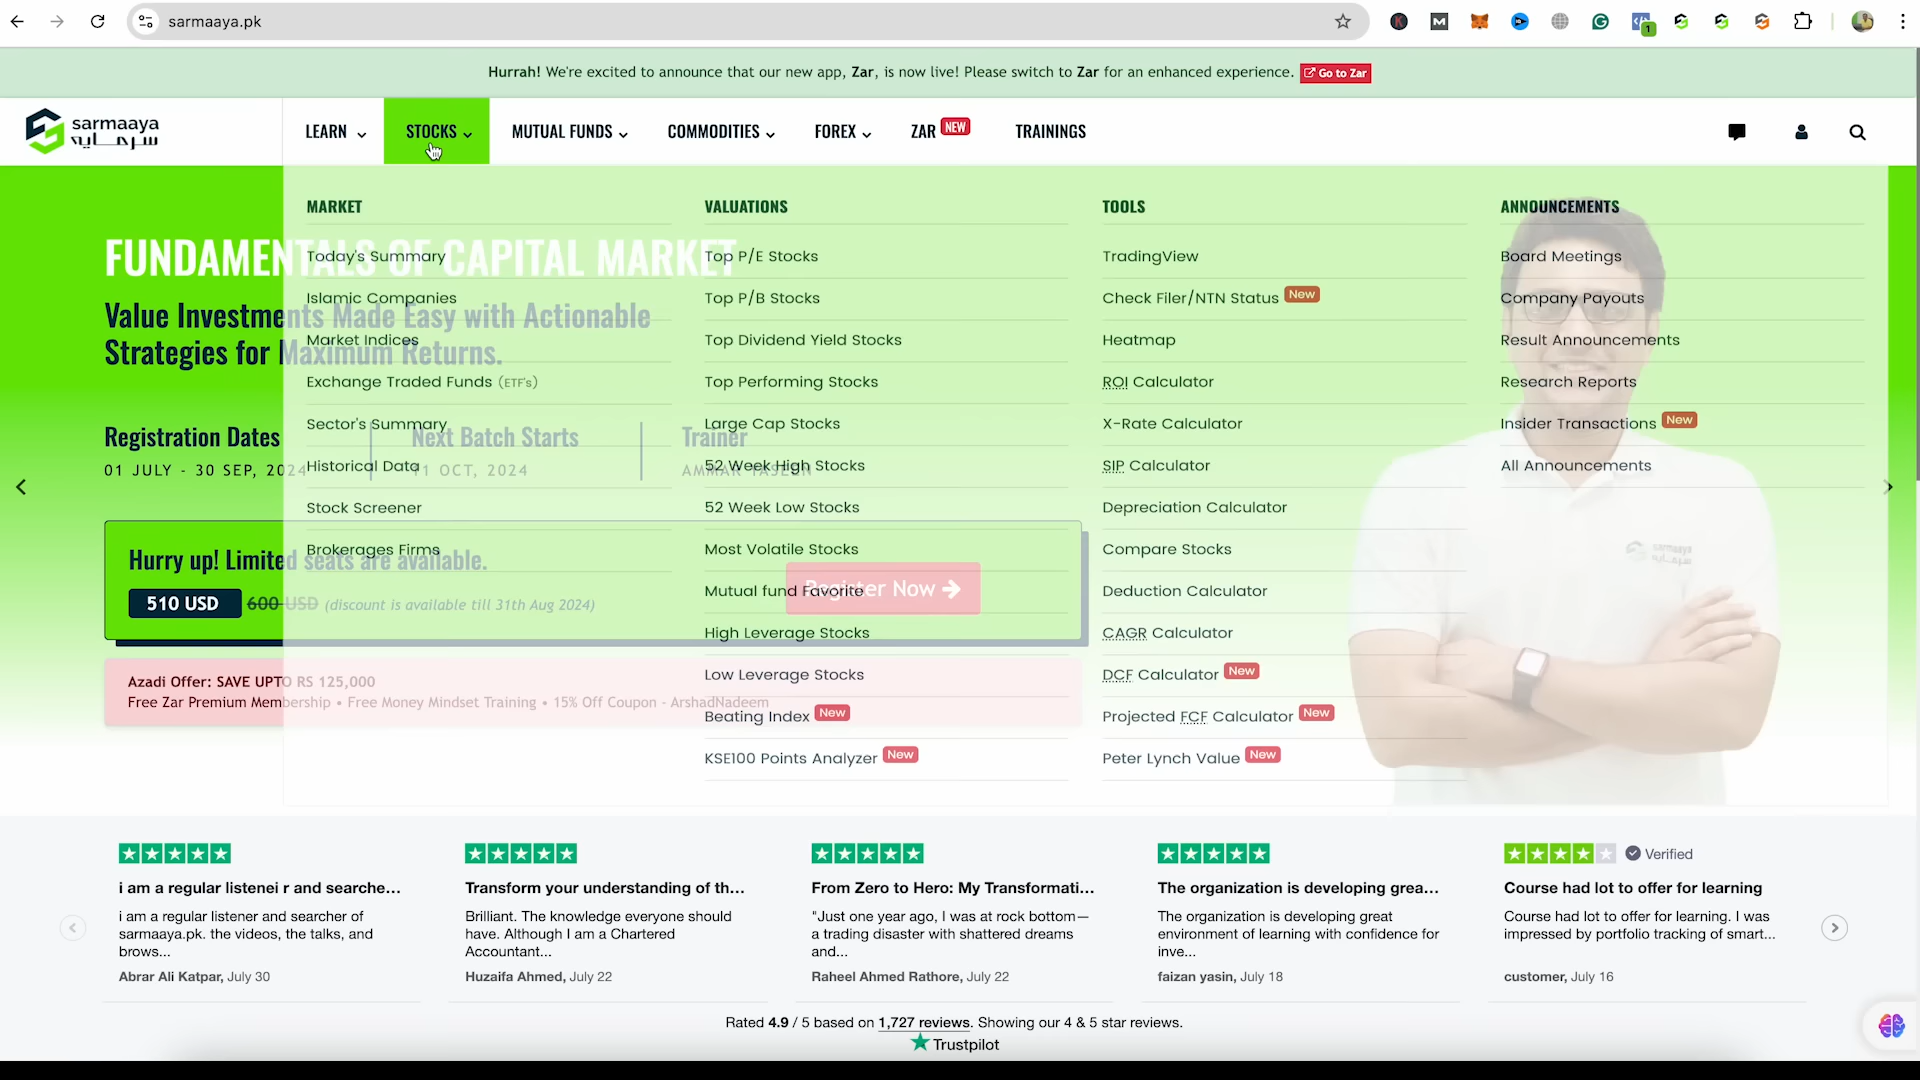 sarmaaya.pk
1
Hurrah! We're excited to announce that our new app, Zar, is now live! Please switch to Zar for an enhanced experience. Go to Zar
sarmaaya
سرمایہ
LEARN
STOCKS
MUTUAL FUNDS
COMMODITIES
FOREX
ZAR NEW
TRAININGS
MARKET
Today's Summary
Islamic Companies
Market Indices
Exchange Traded Funds (ETF's)
Sector's Summary
Historical Data
Stock Screener
Brokerages Firms
VALUATIONS
Top P/E Stocks
Top P/B Stocks
Top Dividend Yield Stocks
Top Performing Stocks
Large Cap Stocks
52 Week High Stocks
52 Week Low Stocks
Most Volatile Stocks
Mutual fund Favorite
High Leverage Stocks
Low Leverage Stocks
Beating Index New
KSE100 Points Analyzer New
TOOLS
TradingView
Check Filer/NTN Status New
Heatmap
ROI Calculator
X-Rate Calculator
SIP Calculator
Depreciation Calculator
Compare Stocks
Deduction Calculator
CAGR Calculator
DCF Calculator New
Projected FCF Calculator New
Peter Lynch Value New
ANNOUNCEMENTS
Board Meetings
Company Payouts
Result Announcements
Research Reports
Insider Transactions New
All Announcements
FUNDAMENTALS OF CAPITAL MARKET
Value Investments Made Easy with Actionable
Strategies for Maximum Returns.
Registration Dates
01 JULY - 30 SEP, 2024
Next Batch Starts
11 OCT, 2024
Trainer
Hurry up! Limited seats are available.
510 USD 600 USD (discount is available till 31th Aug 2024)
Register Now
Azadi Offer: SAVE UPTO RS 125,000
Free Zar Premium Membership • Free Money Mindset Training • 15% Off Coupon - ArshadNadeem
sarmaaya
i am a regular listenei r and searche...
i am a regular listener and searcher of
sarmaaya.pk. the videos, the talks, and
brows...
Abrar Ali Katpar, July 30
Transform your understanding of th...
Brilliant. The knowledge everyone should
have. Although I am a Chartered
Accountant...
Huzaifa Ahmed, July 22
From Zero to Hero: My Transformati...
"Just one year ago, I was at rock bottom—
a trading disaster with shattered dreams
and...
Raheel Ahmed Rathore, July 22
The organization is developing grea...
The organization is developing great
environment of learning with confidence for
inve...
faizan yasin, July 18
Verified
Course had lot to offer for learning
Course had lot to offer for learning. I was
impressed by portfolio tracking of smart...
customer, July 16
Rated 4.9 / 5 based on 1,727 reviews. Showing our 4 & 5 star reviews.
Trustpilot